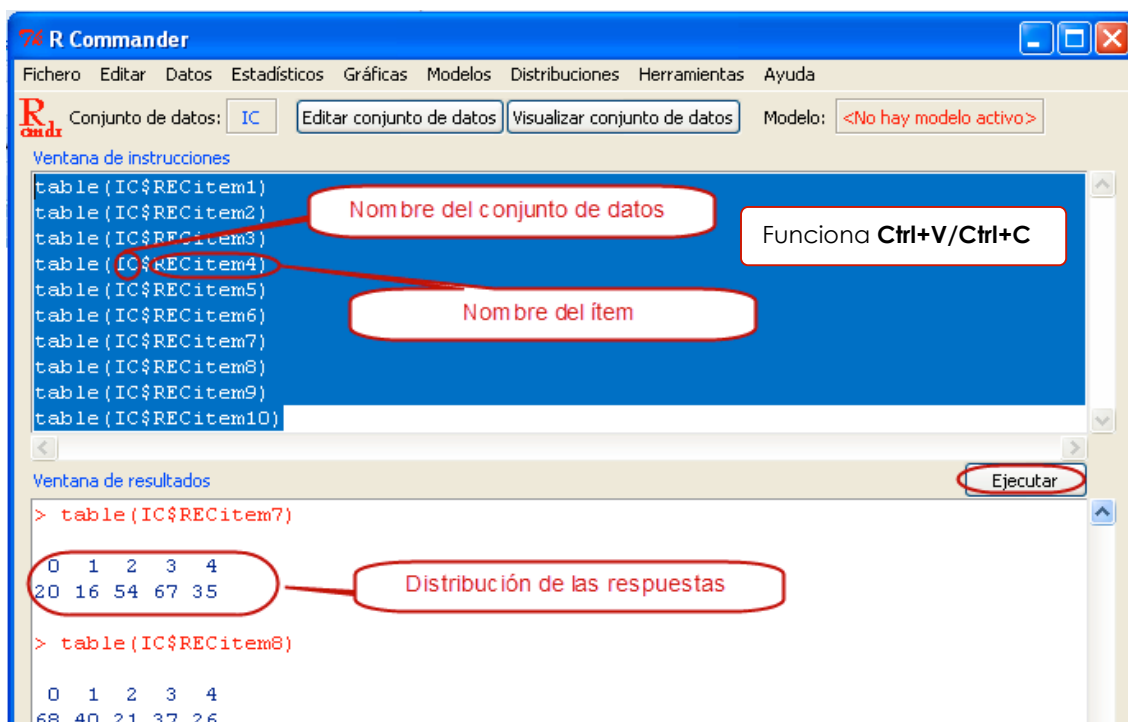 R Commander
Fichero Editar Datos Estadísticos Gráficas Modelos Distribuciones Herramientas Ayuda
R cmdr Conjunto de datos: IC Editar conjunto de datos Visualizar conjunto de datos Modelo: <No hay modelo activo>
Ventana de instrucciones
table(IC$RECitem1)
table(IC$RECitem2)
table(IC$RECitem3)
table(IC$RECitem4)
table(IC$RECitem5)
table(IC$RECitem6)
table(IC$RECitem7)
table(IC$RECitem8)
table(IC$RECitem9)
table(IC$RECitem10)
Nombre del conjunto de datos
Funciona Ctrl+V/Ctrl+C
Nombre del ítem
Ventana de resultados
Ejecutar
> table(IC$RECitem7)
0 1 2 3 4
20 16 54 67 35
Distribución de las respuestas
> table(IC$RECitem8)
0 1 2 3 4
68 40 21 37 26